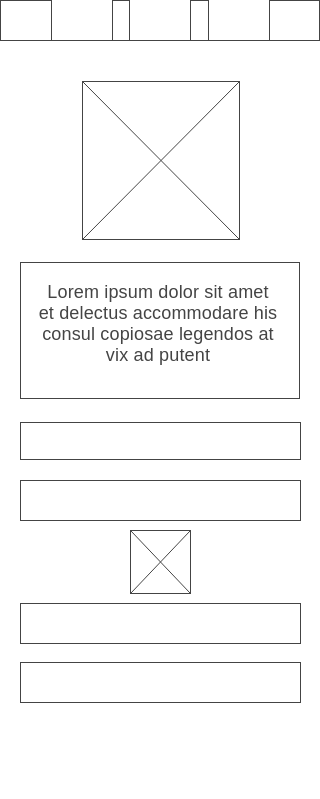 Lorem ipsum dolor sit amet
et delectus accommodare his
consul copiosae legendos at
vix ad putent